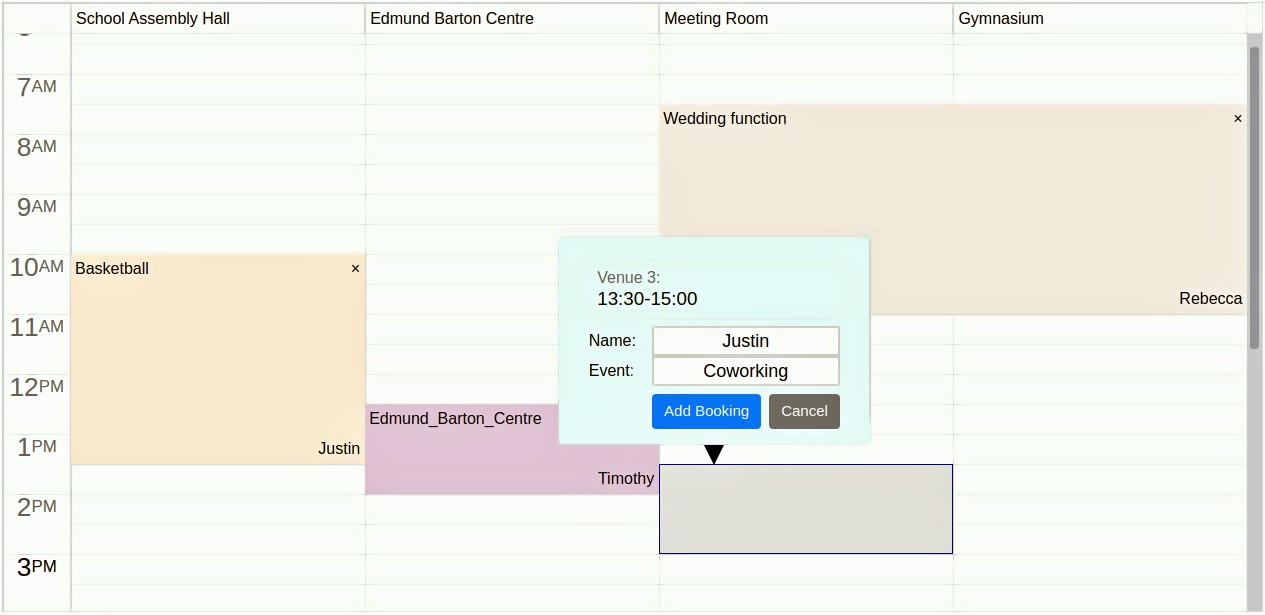 School Assembly Hall
Edmund Barton Centre
Meeting Room
Gymnasium
7AM
8AM
9AM
10AM
11AM
12PM
1PM
2PM
3PM
Wedding function
×
Rebecca
Basketball
×
Justin
Edmund_Barton_Centre
Timothy
Venue 3:
13:30-15:00
Name: Justin
Event: Coworking
Add Booking Cancel